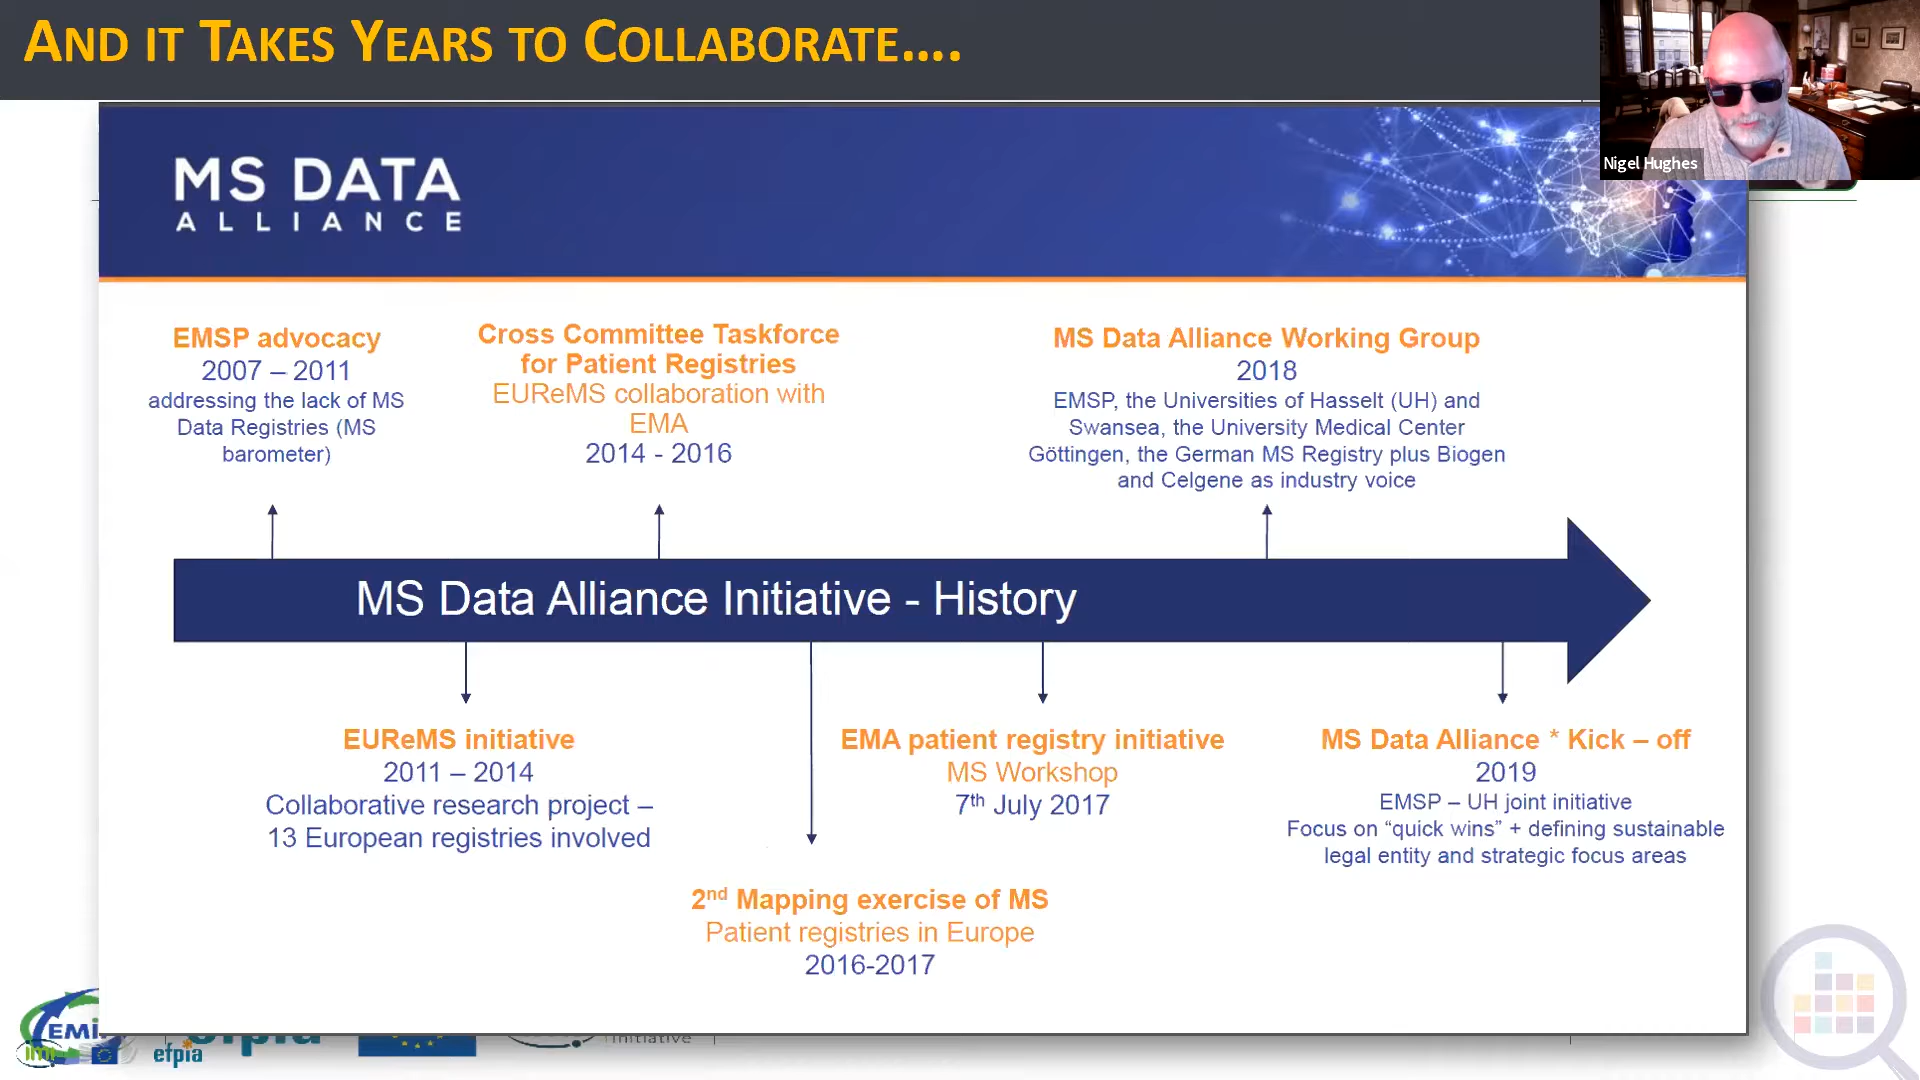 AND IT TAKES YEARS TO COLLABORATE....
Nigel Hughes
MS DATA
ALLIANCE
EMSP advocacy
2007 – 2011
addressing the lack of MS
Data Registries (MS
barometer)
Cross Committee Taskforce
for Patient Registries
EUReMS collaboration with
EMA
2014 - 2016
MS Data Alliance Working Group
2018
EMSP, the Universities of Hasselt (UH) and
Swansea, the University Medical Center
Göttingen, the German MS Registry plus Biogen
and Celgene as industry voice
MS Data Alliance Initiative - History
EUReMS initiative
2011 – 2014
Collaborative research project –
13 European registries involved
2nd Mapping exercise of MS
Patient registries in Europe
2016-2017
EMA patient registry initiative
MS Workshop
7th July 2017
MS Data Alliance * Kick – off
2019
EMSP – UH joint initiative
Focus on “quick wins” + defining sustainable
legal entity and strategic focus areas
efpia